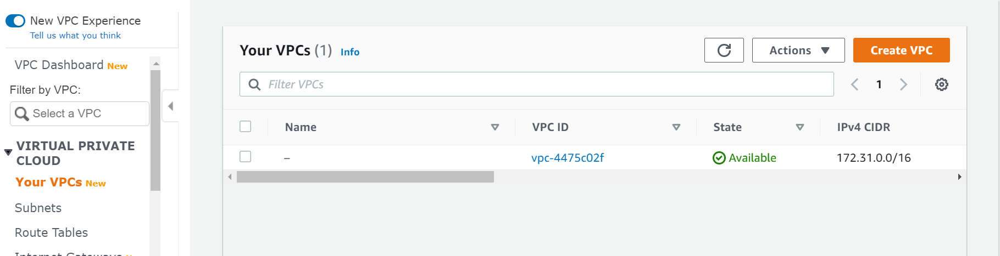 New VPC Experience
Tell us what you think
VPC Dashboard New
Filter by VPC:
Select a VPC
VIRTUAL PRIVATE
CLOUD
Your VPCs New
Subnets
Route Tables
Internet Gateways
Your VPCs (1) Info
Actions
Create VPC
Filter VPCs
1
Name VPC ID State IPv4 CIDR
– vpc-4475c02f Available 172.31.0.0/16